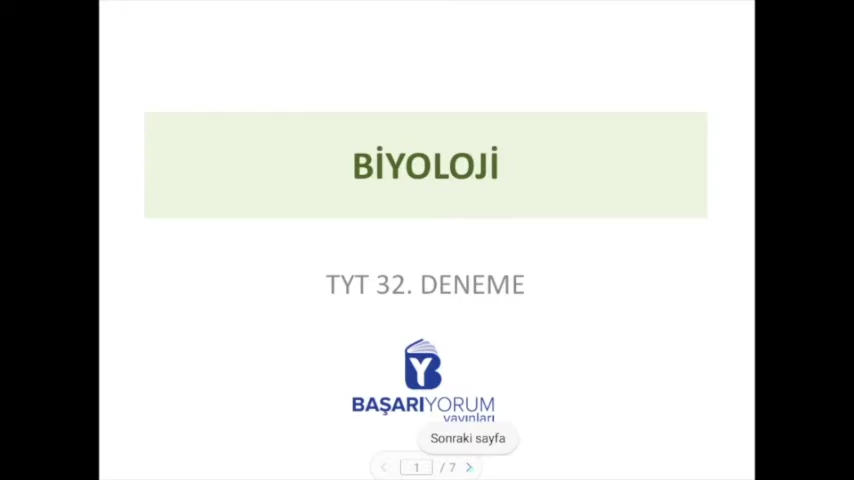 BİYOLOJİ
TYT 32. DENEME
BAŞARIYORUM
yayınları
Sonraki sayfa
1 / 7